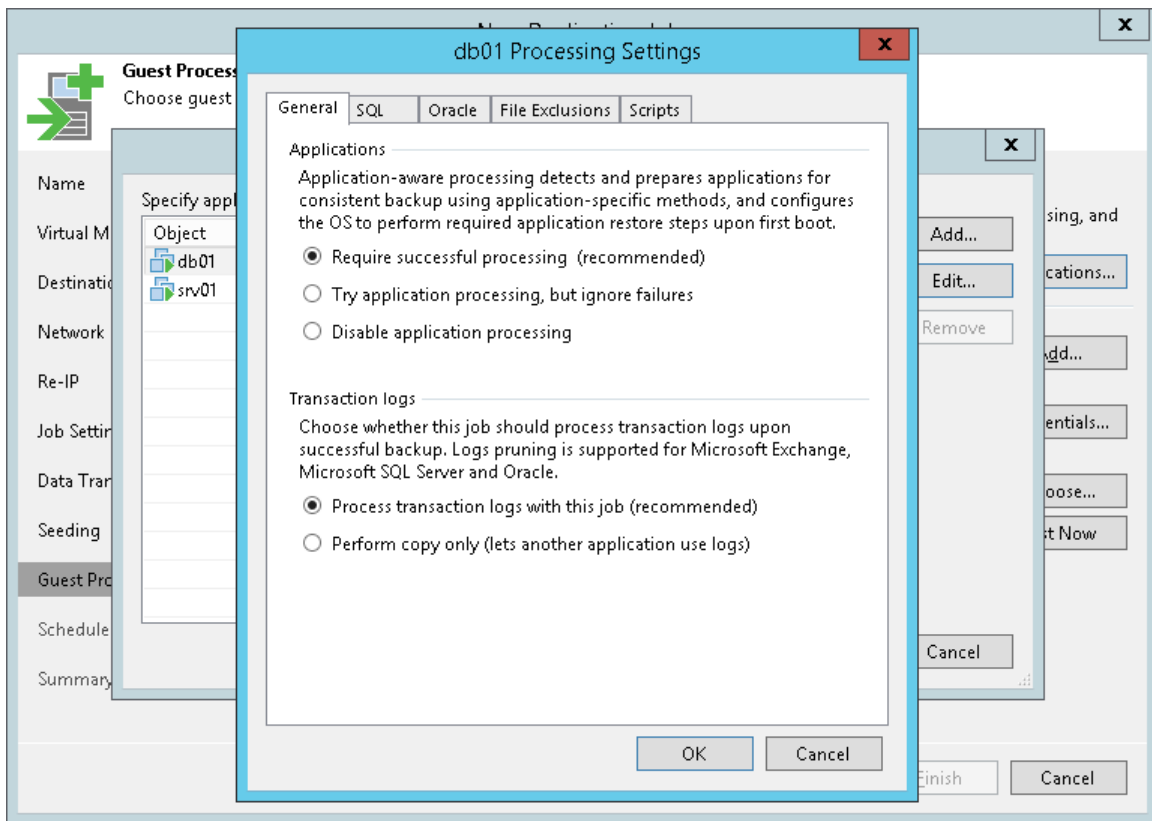 db01 Processing Settings
x
x
x
Guest Process
Choose guest
General
SQL
Oracle
File Exclusions
Scripts
Applications
Application-aware processing detects and prepares applications for
consistent backup using application-specific methods, and configures
the OS to perform required application restore steps upon first boot.
Require successful processing (recommended)
Try application processing, but ignore failures
Disable application processing
Transaction logs
Choose whether this job should process transaction logs upon
successful backup. Logs pruning is supported for Microsoft Exchange,
Microsoft SQL Server and Oracle.
Process transaction logs with this job (recommended)
Perform copy only (lets another application use logs)
OK
Cancel
Specify appl
Object
db01
srv01
Add...
Edit...
Remove
Cancel
Name
Virtual M
Destinatio
Network
Re-IP
Job Settin
Data Tran
Seeding
Guest Pro
Schedule
Summary
sing, and
cations...
Add...
entials...
oose...
st Now
Finish
Cancel